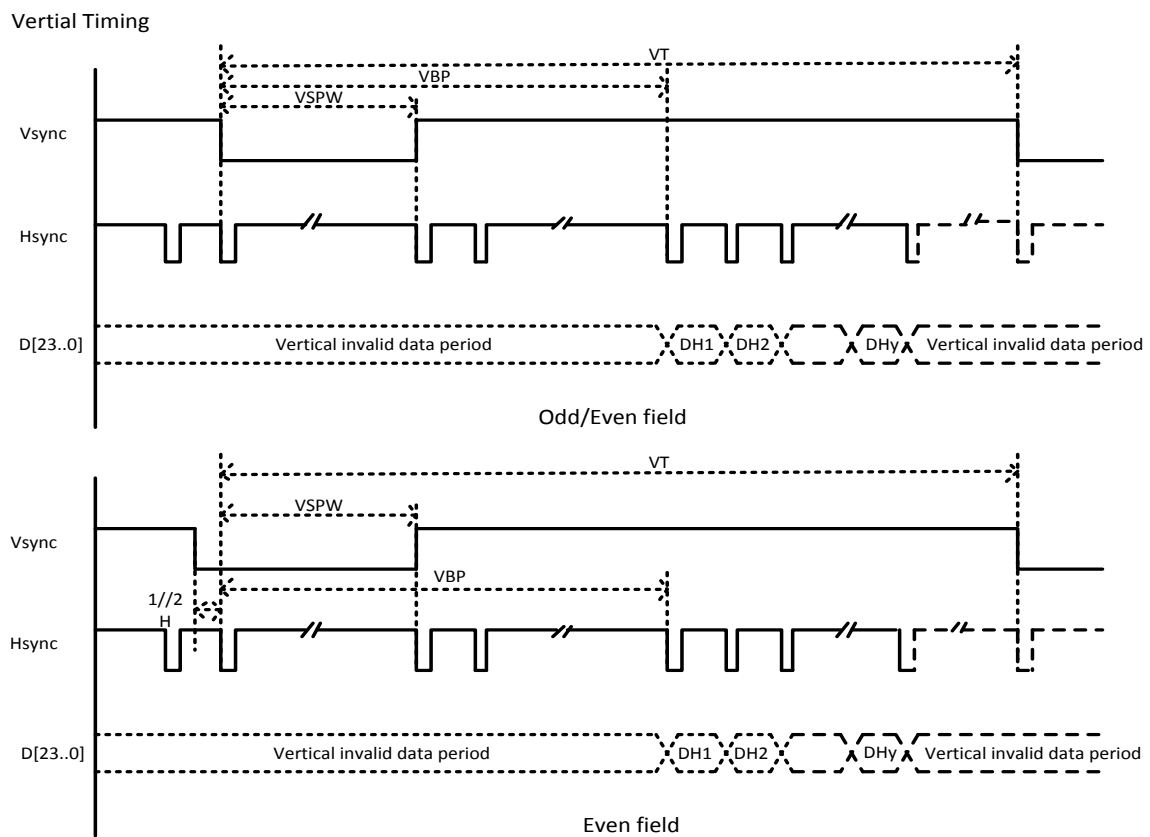 Vertial Timing
VT
VBP
VSPW
Vsync
Hsync
D[23..0]
Vertical invalid data period
DH1
DH2
DHy
Vertical invalid data period
Odd/Even field
VT
VSPW
Vsync
VBP
1//2
H
Hsync
D[23..0]
Vertical invalid data period
DH1
DH2
DHy
Vertical invalid data period
Even field